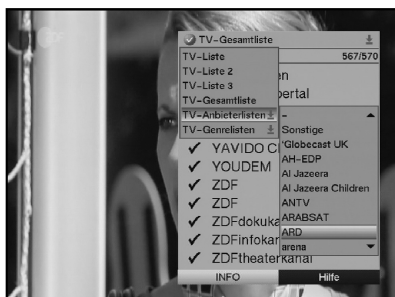 TV-Gesamtliste
567/570
TV-Liste
TV-Liste 2
TV-Liste 3
TV-Gesamtliste
TV-Anbieterlisten
TV-Genrelisten
en
pertal
-
Sonstige
'Globecast UK
AH-EDP
Al Jazeera
Al Jazeera Children
ANTV
ARABSAT
ARD
arena
YAVIDO Cl
YOUDEM
ZDF
ZDF
ZDFdokuka
ZDFinfokar
ZDFtheaterkanal
INFO
Hilfe